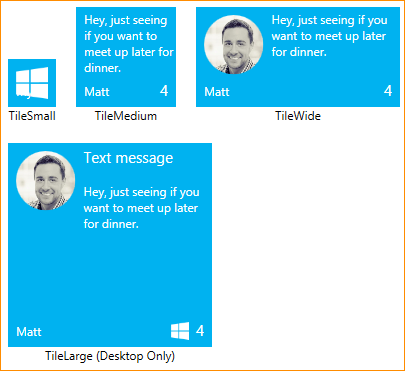 Hey, just seeing
if you want to
meet up later for
dinner.
Matt 4
Hey, just seeing if you
want to meet up later
for dinner.
Matt 4
TileSmall
TileMedium
TileWide
Text message
Hey, just seeing if you
want to meet up later
for dinner.
Matt 4
TileLarge (Desktop Only)